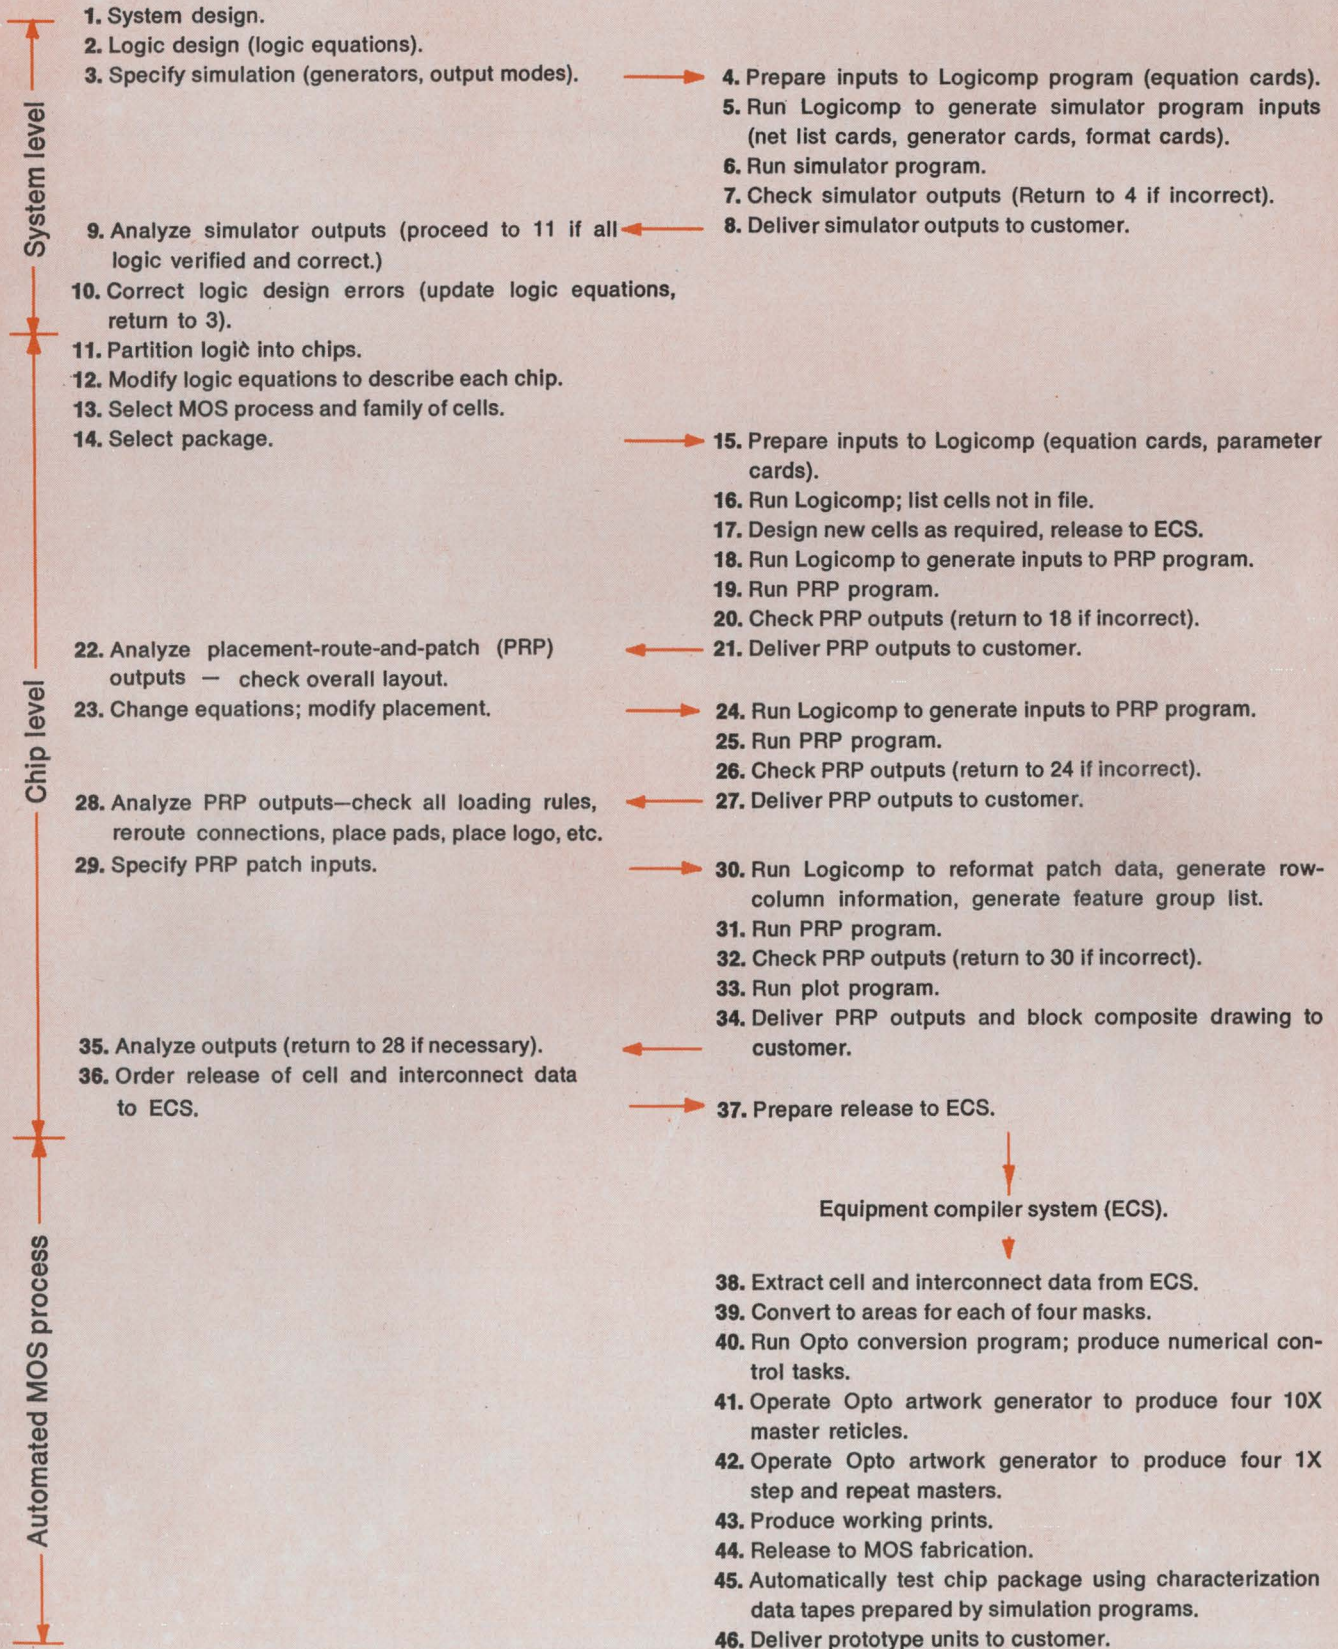 1. System design.
2. Logic design (logic equations).
3. Specify simulation (generators, output modes).
4. Prepare inputs to Logicomp program (equation cards).
5. Run Logicomp to generate simulator program inputs
(net list cards, generator cards, format cards).
6. Run simulator program.
7. Check simulator outputs (Return to 4 if incorrect).
8. Deliver simulator outputs to customer.
9. Analyze simulator outputs (proceed to 11 if all
logic verified and correct.)
10. Correct logic design errors (update logic equations,
return to 3).
System level
11. Partition logic into chips.
12. Modify logic equations to describe each chip.
13. Select MOS process and family of cells.
14. Select package.
15. Prepare inputs to Logicomp (equation cards, parameter
cards).
16. Run Logicomp; list cells not in file.
17. Design new cells as required, release to ECS.
18. Run Logicomp to generate inputs to PRP program.
19. Run PRP program.
20. Check PRP outputs (return to 18 if incorrect).
21. Deliver PRP outputs to customer.
22. Analyze placement-route-and-patch (PRP)
outputs — check overall layout.
23. Change equations; modify placement.
24. Run Logicomp to generate inputs to PRP program.
25. Run PRP program.
26. Check PRP outputs (return to 24 if incorrect).
27. Deliver PRP outputs to customer.
28. Analyze PRP outputs—check all loading rules,
reroute connections, place pads, place logo, etc.
29. Specify PRP patch inputs.
30. Run Logicomp to reformat patch data, generate row-
column information, generate feature group list.
31. Run PRP program.
32. Check PRP outputs (return to 30 if incorrect).
33. Run plot program.
34. Deliver PRP outputs and block composite drawing to
customer.
35. Analyze outputs (return to 28 if necessary).
36. Order release of cell and interconnect data
to ECS.
37. Prepare release to ECS.
Chip level
Equipment compiler system (ECS).
38. Extract cell and interconnect data from ECS.
39. Convert to areas for each of four masks.
40. Run Opto conversion program; produce numerical con-
trol tasks.
41. Operate Opto artwork generator to produce four 10X
master reticles.
42. Operate Opto artwork generator to produce four 1X
step and repeat masters.
43. Produce working prints.
44. Release to MOS fabrication.
45. Automatically test chip package using characterization
data tapes prepared by simulation programs.
46. Deliver prototype units to customer.
Automated MOS process